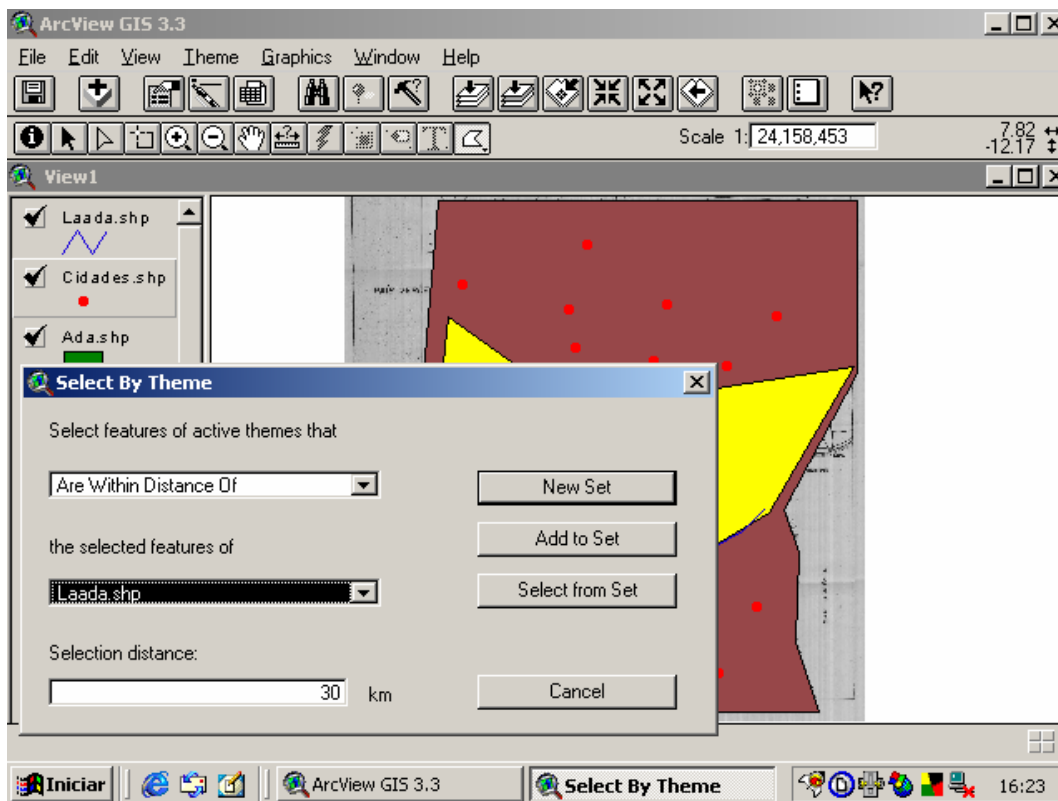 ArcView GIS 3.3
File Edit View Theme Graphics Window Help
Scale 1: 24,158,453
7.82
-12.17
View1
Laada.shp
Cidades.shp
Ada.shp
Select By Theme
Select features of active themes that
Are Within Distance Of
New Set
the selected features of
Add to Set
Laada.shp
Select from Set
Selection distance:
30 km
Cancel
Iniciar
ArcView GIS 3.3
Select By Theme
16:23